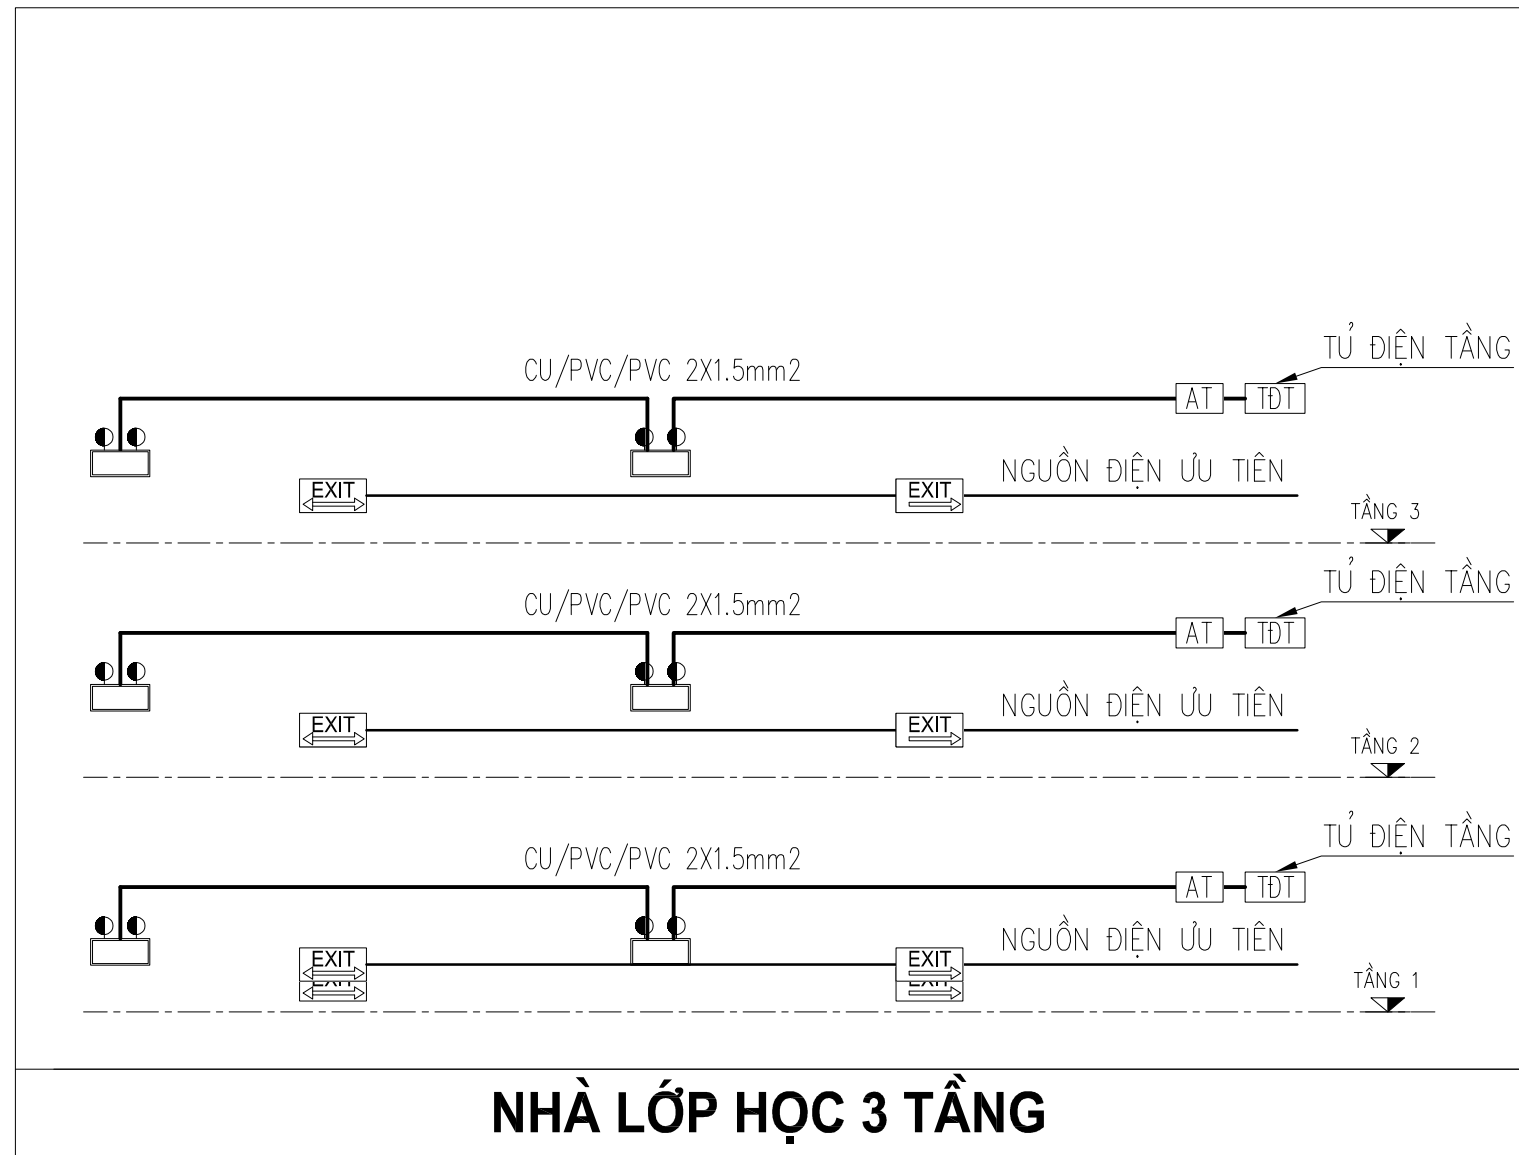 TỦ ĐIỆN TẦNG
CU/PVC/PVC 2X1.5mm2
AT TĐT
NGUỒN ĐIỆN ƯU TIÊN
EXIT EXIT
TẦNG 3
TỦ ĐIỆN TẦNG
CU/PVC/PVC 2X1.5mm2
AT TĐT
NGUỒN ĐIỆN ƯU TIÊN
EXIT EXIT
TẦNG 2
TỦ ĐIỆN TẦNG
CU/PVC/PVC 2X1.5mm2
AT TĐT
NGUỒN ĐIỆN ƯU TIÊN
EXIT EXIT
EXIT EXIT
TẦNG 1
NHÀ LỚP HỌC 3 TẦNG